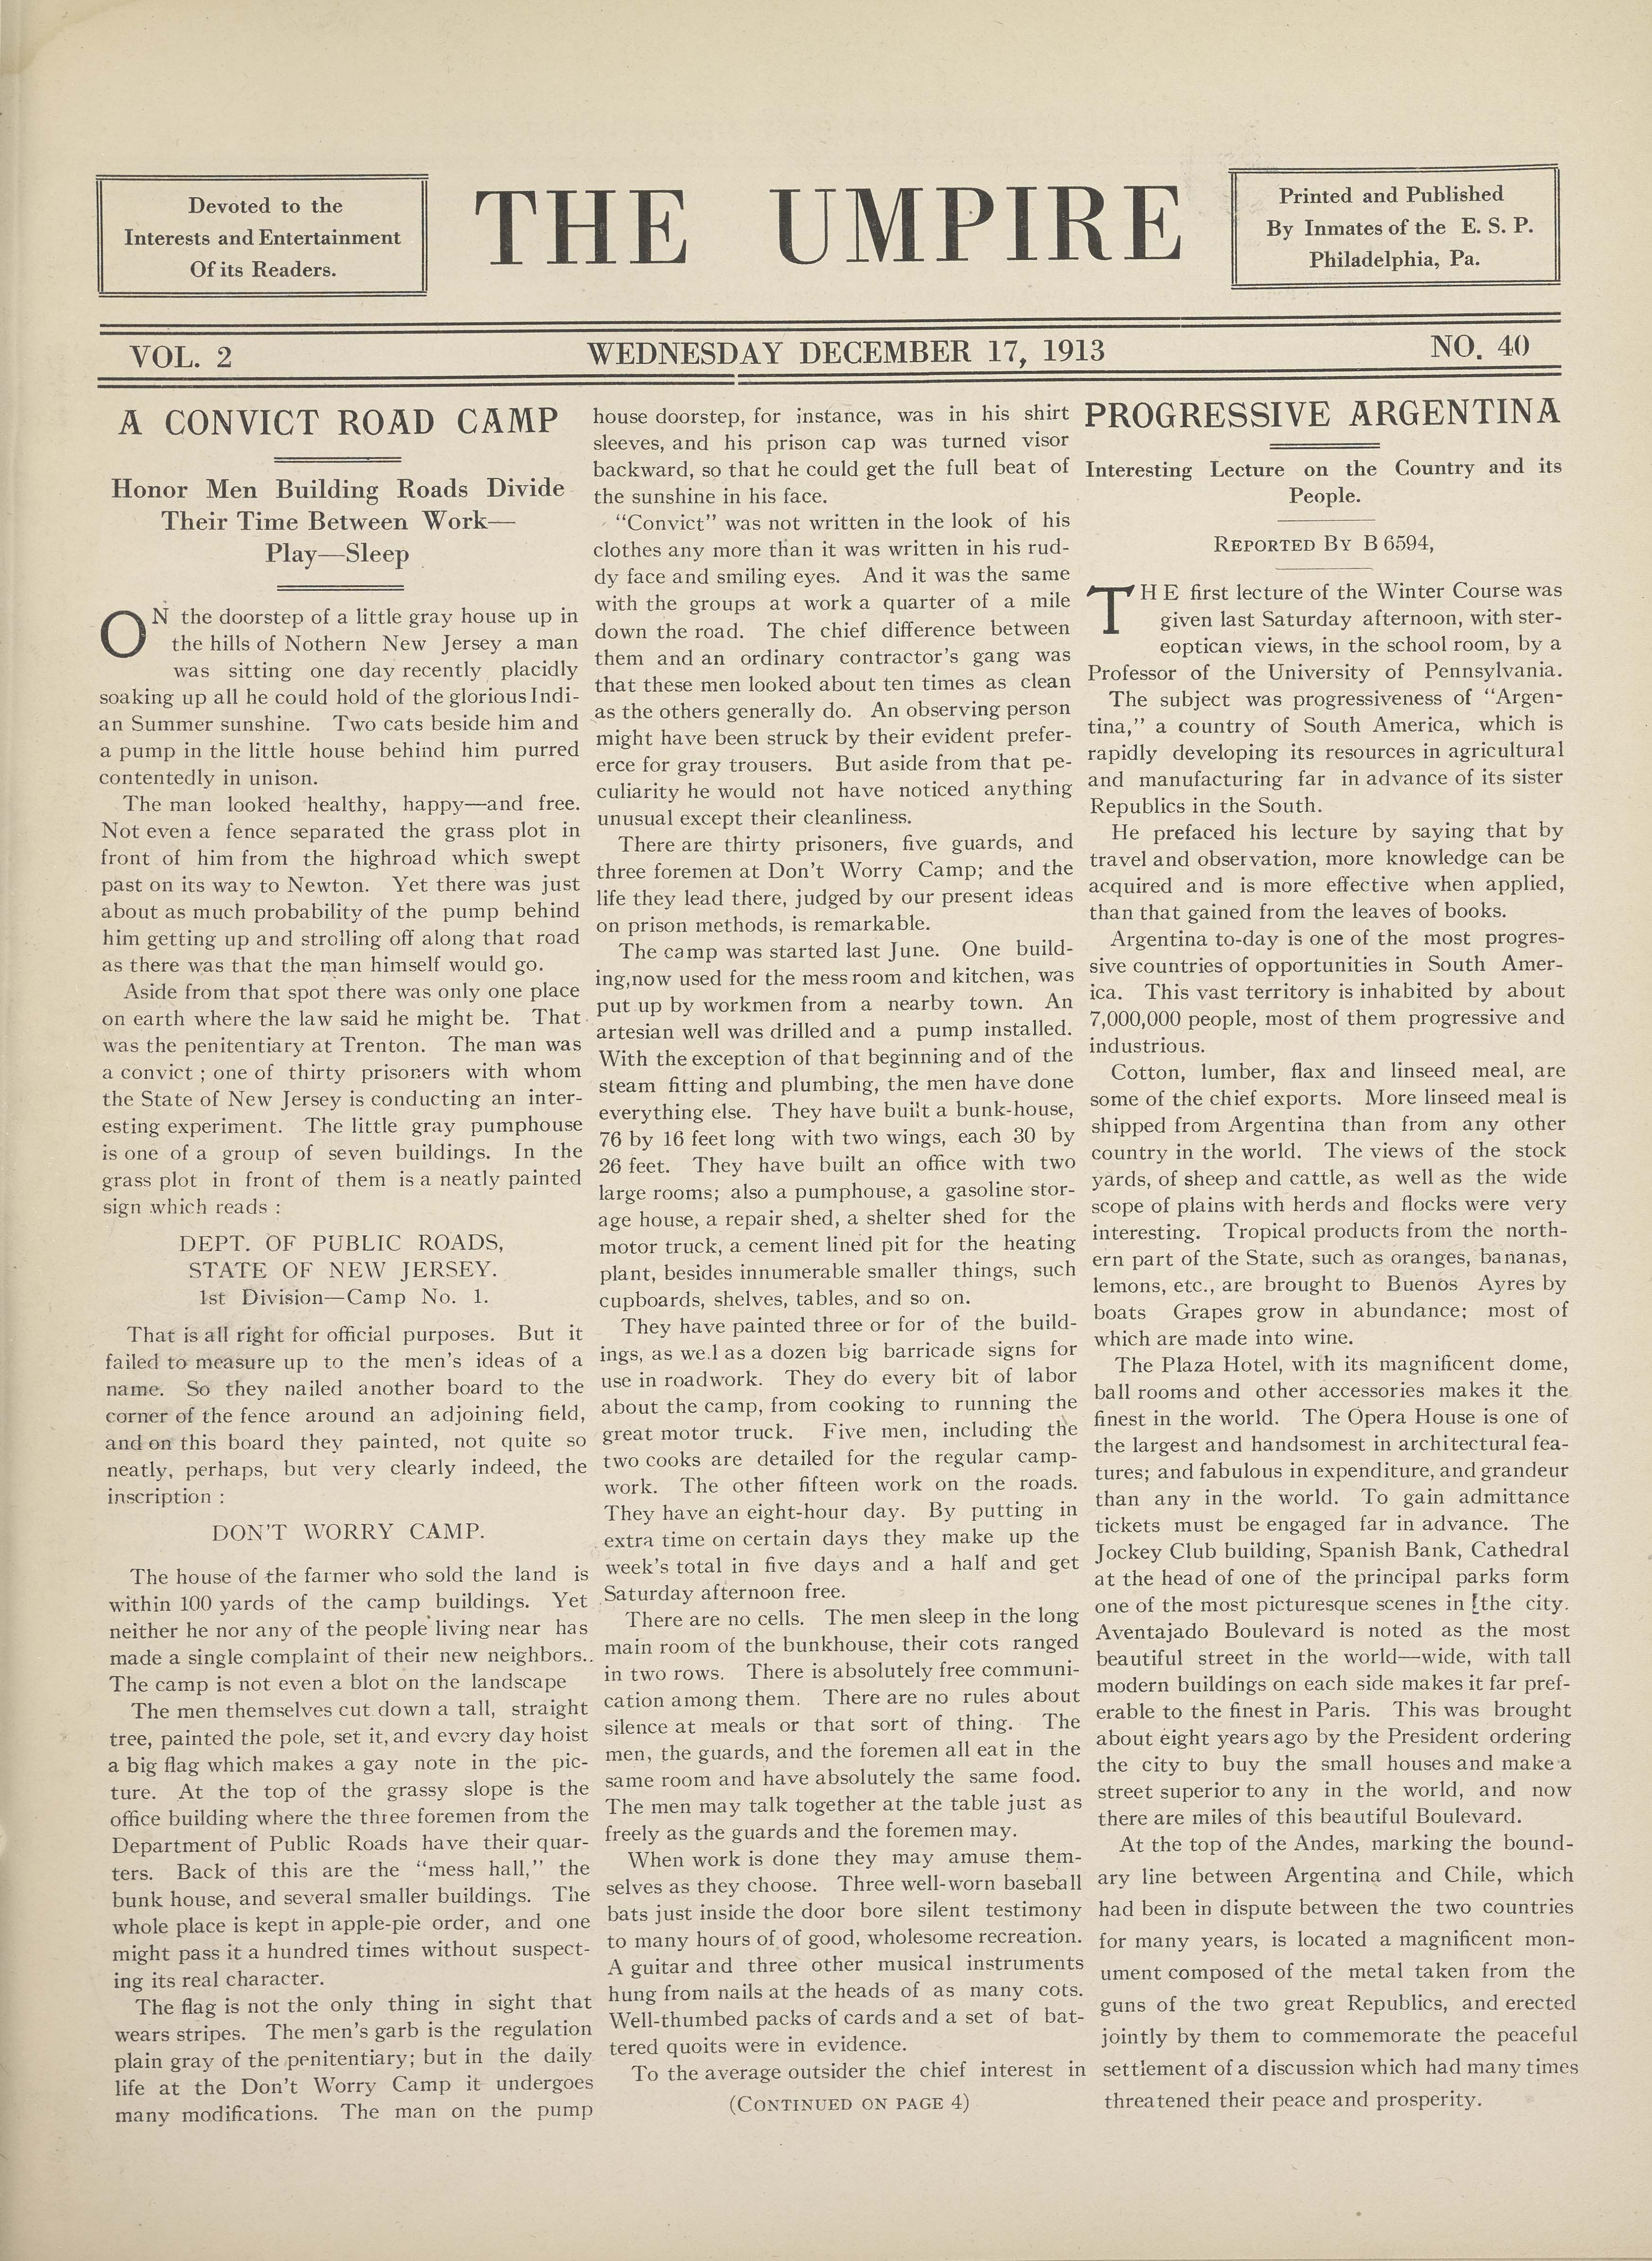 Devoted to the
Interests and Entertainment
Of its Readers.
THE UMPIRE
Printed and Published
By Inmates of the E. S. P.
Philadelphia, Pa.
VOL. 2
WEDNESDAY DECEMBER 17, 1913
NO. 40
A CONVICT ROAD CAMP
Honor Men Building Roads Divide
Their Time Between Work—
Play—Sleep
ON the doorstep of a little gray house up in
the hills of Nothern New Jersey a man
was sitting one day recently placidly
soaking up all he could hold of the glorious Indi-
an Summer sunshine. Two cats beside him and
a pump in the little house behind him purred
contentedly in unison.
The man looked healthy, happy—and free.
Not even a fence separated the grass plot in
front of him from the highroad which swept
past on its way to Newton. Yet there was just
about as much probability of the pump behind
him getting up and strolling off along that road
as there was that the man himself would go.
Aside from that spot there was only one place
on earth where the law said he might be. That
was the penitentiary at Trenton. The man was
a convict ; one of thirty prisoners with whom
the State of New Jersey is conducting an inter-
esting experiment. The little gray pumphouse
is one of a group of seven buildings. In the
grass plot in front of them is a neatly painted
sign which reads :
DEPT. OF PUBLIC ROADS,
STATE OF NEW JERSEY.
1st Division—Camp No. 1.
That is all right for official purposes. But it
failed to measure up to the men's ideas of a
name. So they nailed another board to the
corner of the fence around an adjoining field,
and on this board they painted, not quite so
neatly, perhaps, but very clearly indeed, the
inscription :
DON'T WORRY CAMP.
The house of the farmer who sold the land is
within 100 yards of the camp buildings. Yet
neither he nor any of the people living near has
made a single complaint of their new neighbors..
The camp is not even a blot on the landscape
The men themselves cut down a tall, straight
tree, painted the pole, set it, and every day hoist
a big flag which makes a gay note in the pic-
ture. At the top of the grassy slope is the
office building where the three foremen from the
Department of Public Roads have their quar-
ters. Back of this are the "mess hall," the
bunk house, and several smaller buildings. The
whole place is kept in apple-pie order, and one
might pass it a hundred times without suspect-
ing its real character.
The flag is not the only thing in sight that
wears stripes. The men's garb is the regulation
plain gray of the penitentiary; but in the daily
life at the Don't Worry Camp it undergoes
many modifications. The man on the pump
house doorstep, for instance, was in his shirt
sleeves, and his prison cap was turned visor
backward, so that he could get the full beat of
the sunshine in his face.
"Convict" was not written in the look of his
clothes any more than it was written in his rud-
dy face and smiling eyes. And it was the same
with the groups at work a quarter of a mile
down the road. The chief difference between
them and an ordinary contractor's gang was
that these men looked about ten times as clean
as the others generally do. An observing person
might have been struck by their evident prefer-
erce for gray trousers. But aside from that pe-
culiarity he would not have noticed anything
unusual except their cleanliness.
There are thirty prisoners, five guards, and
three foremen at Don't Worry Camp; and the
life they lead there, judged by our present ideas
on prison methods, is remarkable.
The camp was started last June. One build-
ing,now used for the mess room and kitchen, was
put up by workmen from a nearby town. An
artesian well was drilled and a pump installed.
With the exception of that beginning and of the
steam fitting and plumbing, the men have done
everything else. They have built a bunk-house,
76 by 16 feet long with two wings, each 30 by
26 feet. They have built an office with two
large rooms; also a pumphouse, a gasoline stor-
age house, a repair shed, a shelter shed for the
motor truck, a cement lined pit for the heating
plant, besides innumerable smaller things, such
cupboards, shelves, tables, and so on.
They have painted three or for of the build-
ings, as we.l as a dozen big barricade signs for
use in roadwork. They do every bit of labor
about the camp, from cooking to running the
great motor truck. Five men, including the
two cooks are detailed for the regular camp-
work. The other fifteen work on the roads.
They have an eight-hour day. By putting in
extra time on certain days they make up the
week's total in five days and a half and get
Saturday afternoon free.
There are no cells. The men sleep in the long
main room of the bunkhouse, their cots ranged
in two rows. There is absolutely free communi-
cation among them. There are no rules about
silence at meals or that sort of thing. The
men, the guards, and the foremen all eat in the
same room and have absolutely the same food.
The men may talk together at the table just as
freely as the guards and the foremen may.
When work is done they may amuse them-
selves as they choose. Three well-worn baseball
bats just inside the door bore silent testimony
to many hours of of good, wholesome recreation.
A guitar and three other musical instruments
hung from nails at the heads of as many cots.
Well-thumbed packs of cards and a set of bat-
tered quoits were in evidence.
To the average outsider the chief interest in
(CONTINUED ON PAGE 4)
PROGRESSIVE ARGENTINA
Interesting Lecture on the Country and its
People.
REPORTED BY B 6594,
THE first lecture of the Winter Course was
given last Saturday afternoon, with ster-
eoptican views, in the school room, by a
Professor of the University of Pennsylvania.
The subject was progressiveness of "Argen-
tina," a country of South America, which is
rapidly developing its resources in agricultural
and manufacturing far in advance of its sister
Republics in the South.
He prefaced his lecture by saying that by
travel and observation, more knowledge can be
acquired and is more effective when applied,
than that gained from the leaves of books.
Argentina to-day is one of the most progres-
sive countries of opportunities in South Amer-
ica. This vast territory is inhabited by about
7,000,000 people, most of them progressive and
industrious.
Cotton, lumber, flax and linseed meal, are
some of the chief exports. More linseed meal is
shipped from Argentina than from any other
country in the world. The views of the stock
yards, of sheep and cattle, as well as the wide
scope of plains with herds and flocks were very
interesting. Tropical products from the north-
ern part of the State, such as oranges, bananas,
lemons, etc., are brought to Buenos Ayres by
boats Grapes grow in abundance; most of
which are made into wine.
The Plaza Hotel, with its magnificent dome,
ball rooms and other accessories makes it the
finest in the world. The Opera House is one of
the largest and handsomest in architectural fea-
tures; and fabulous in expenditure, and grandeur
than any in the world. To gain admittance
tickets must be engaged far in advance. The
Jockey Club building, Spanish Bank, Cathedral
at the head of one of the principal parks form
one of the most picturesque scenes in [the city.
Aventajado Boulevard is noted as the most
beautiful street in the world—wide, with tall
modern buildings on each side makes it far pref-
erable to the finest in Paris. This was brought
about eight years ago by the President ordering
the city to buy the small houses and make a
street superior to any in the world, and now
there are miles of this beautiful Boulevard.
At the top of the Andes, marking the bound-
ary line between Argentina and Chile, which
had been in dispute between the two countries
for many years, is located a magnificent mon-
ument composed of the metal taken from the
guns of the two great Republics, and erected
jointly by them to commemorate the peaceful
settlement of a discussion which had many times
threatened their peace and prosperity.